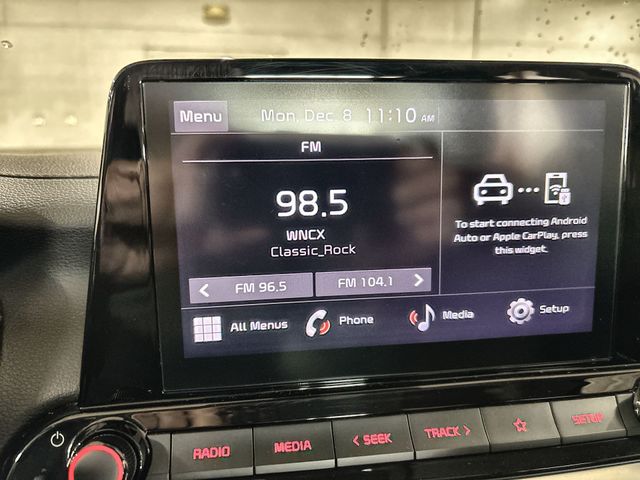 Menu Mon, Dec. 8 11:10 AM
FM
98.5
WNCX
Classic_Rock
< FM 96.5 FM 104.1 >
To start connecting Android
Auto or Apple CarPlay, press
this widget.
All Menus Phone Media Setup
RADIO MEDIA < SEEK TRACK > SETUP